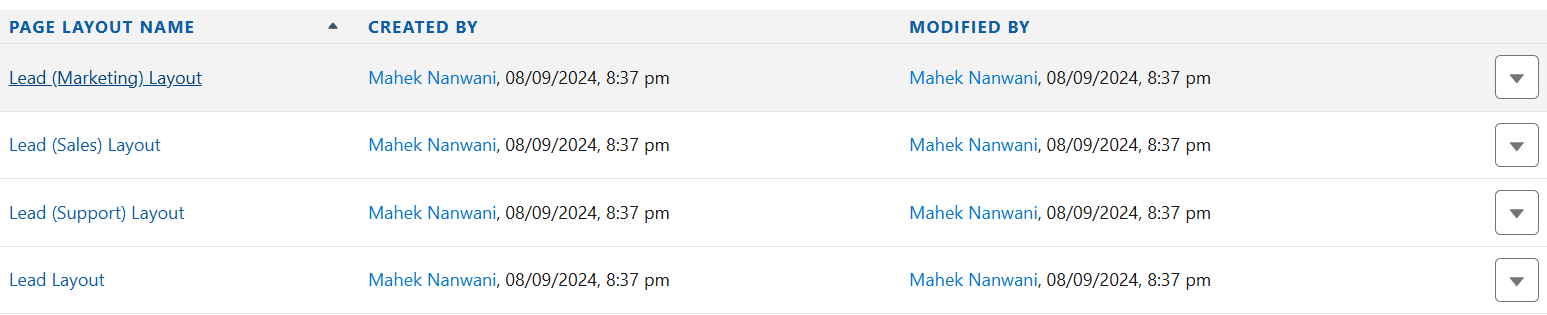 PAGE LAYOUT NAME CREATED BY MODIFIED BY
Lead (Marketing) Layout Mahek Nanwani, 08/09/2024, 8:37 pm Mahek Nanwani, 08/09/2024, 8:37 pm
Lead (Sales) Layout Mahek Nanwani, 08/09/2024, 8:37 pm Mahek Nanwani, 08/09/2024, 8:37 pm
Lead (Support) Layout Mahek Nanwani, 08/09/2024, 8:37 pm Mahek Nanwani, 08/09/2024, 8:37 pm
Lead Layout Mahek Nanwani, 08/09/2024, 8:37 pm Mahek Nanwani, 08/09/2024, 8:37 pm